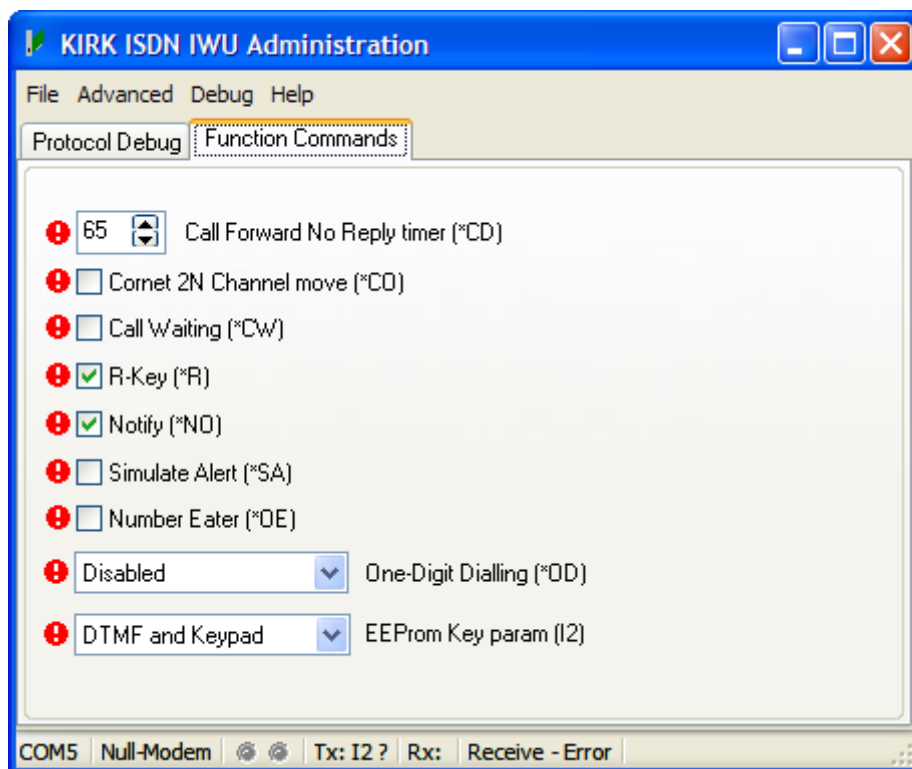 KIRK ISDN IWU Administration
File Advanced Debug Help
Protocol Debug Function Commands
65 Call Forward No Reply timer (*CD)
Cornet 2N Channel move (*CO)
Call Waiting (*CW)
R-Key (*R)
Notify (*NO)
Simulate Alert (*SA)
Number Eater (*OE)
Disabled One-Digit Dialling (*OD)
DTMF and Keypad EEProm Key param (I2)
COM5 Null-Modem Tx: I2 ? Rx: Receive - Error